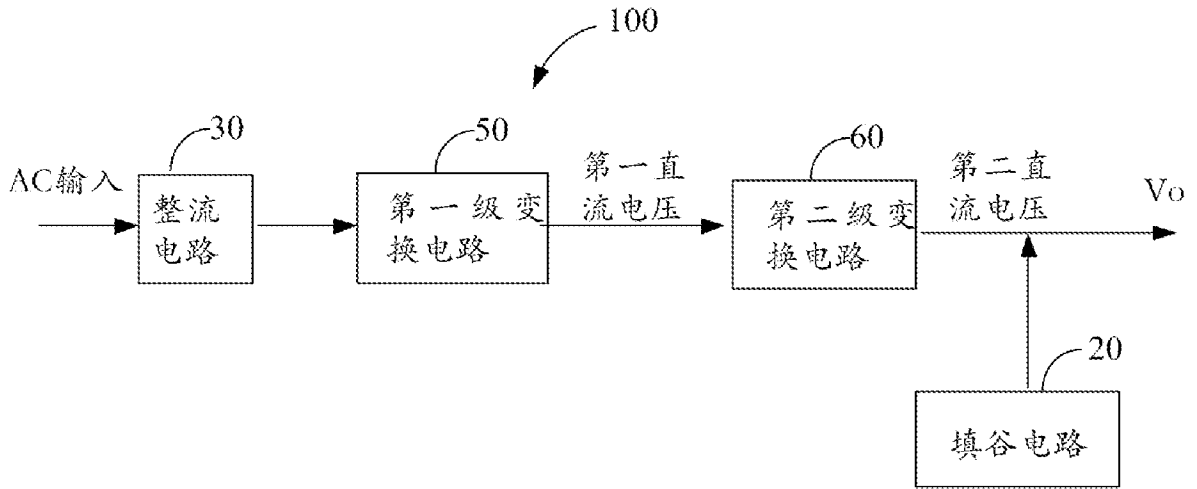 100
30
50
60
AC输入
整流
电路
第一级变
换电路
第一直
流电压
第二级变
换电路
第二直
流电压
Vo
20
填谷电路